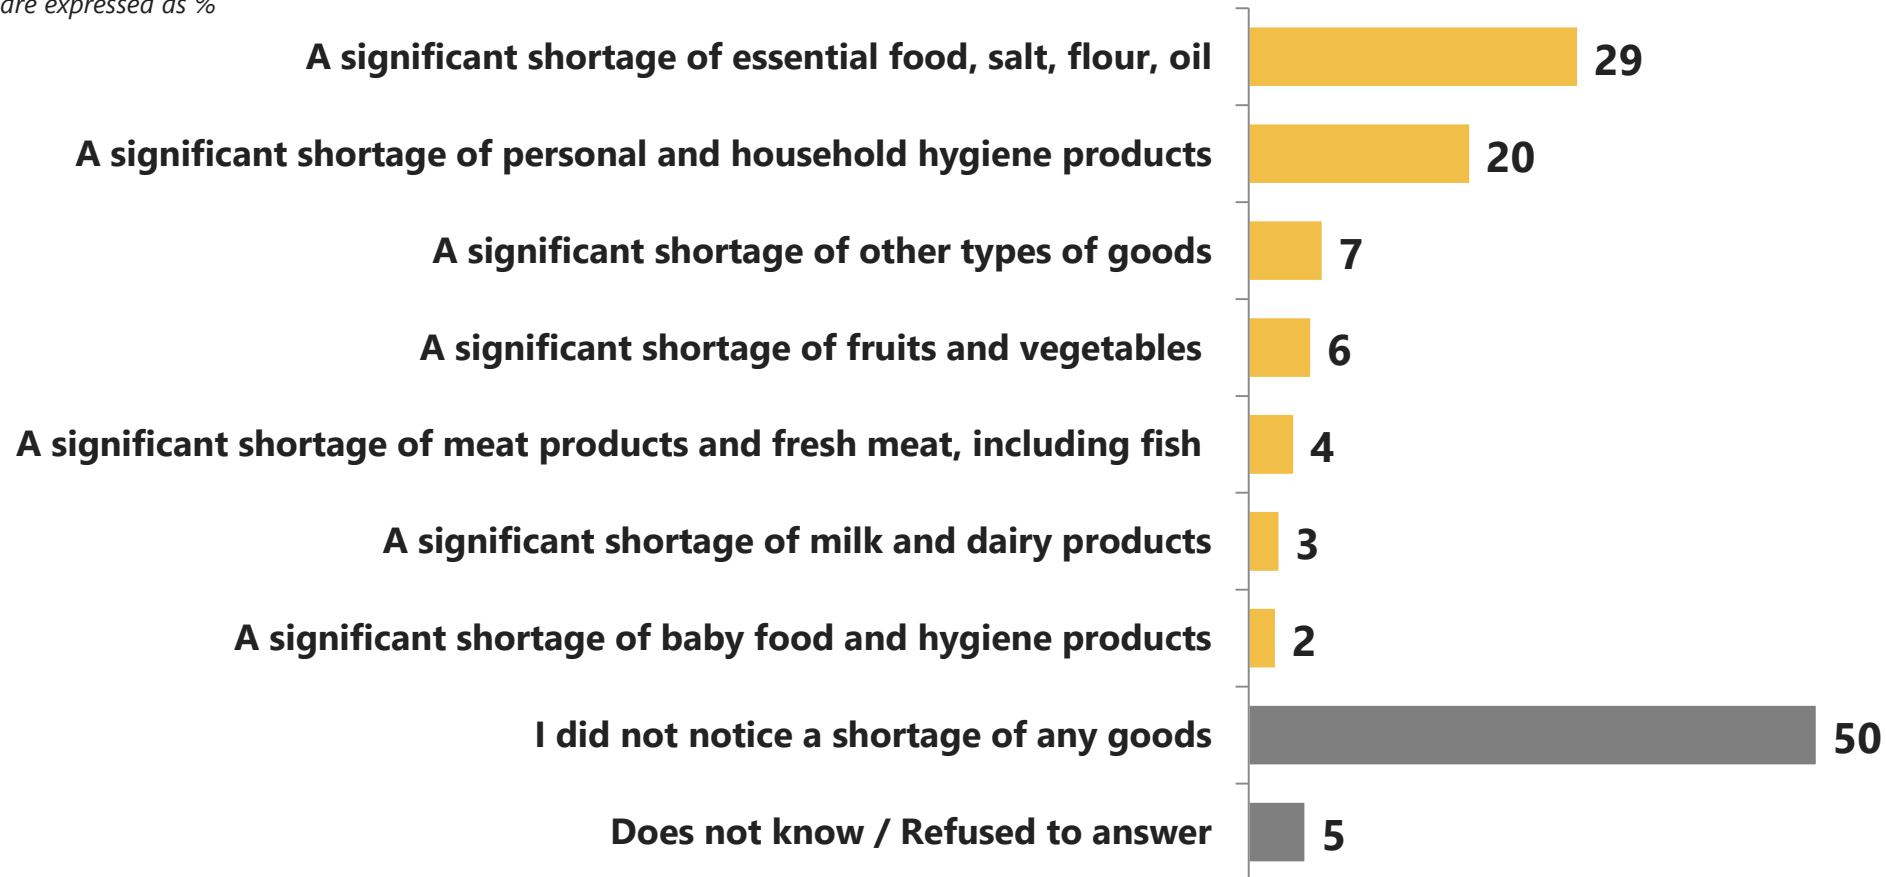 are expressed as %
A significant shortage of essential food, salt, flour, oil 29
A significant shortage of personal and household hygiene products 20
A significant shortage of other types of goods 7
A significant shortage of fruits and vegetables 6
A significant shortage of meat products and fresh meat, including fish 4
A significant shortage of milk and dairy products 3
A significant shortage of baby food and hygiene products 2
I did not notice a shortage of any goods 50
Does not know / Refused to answer 5